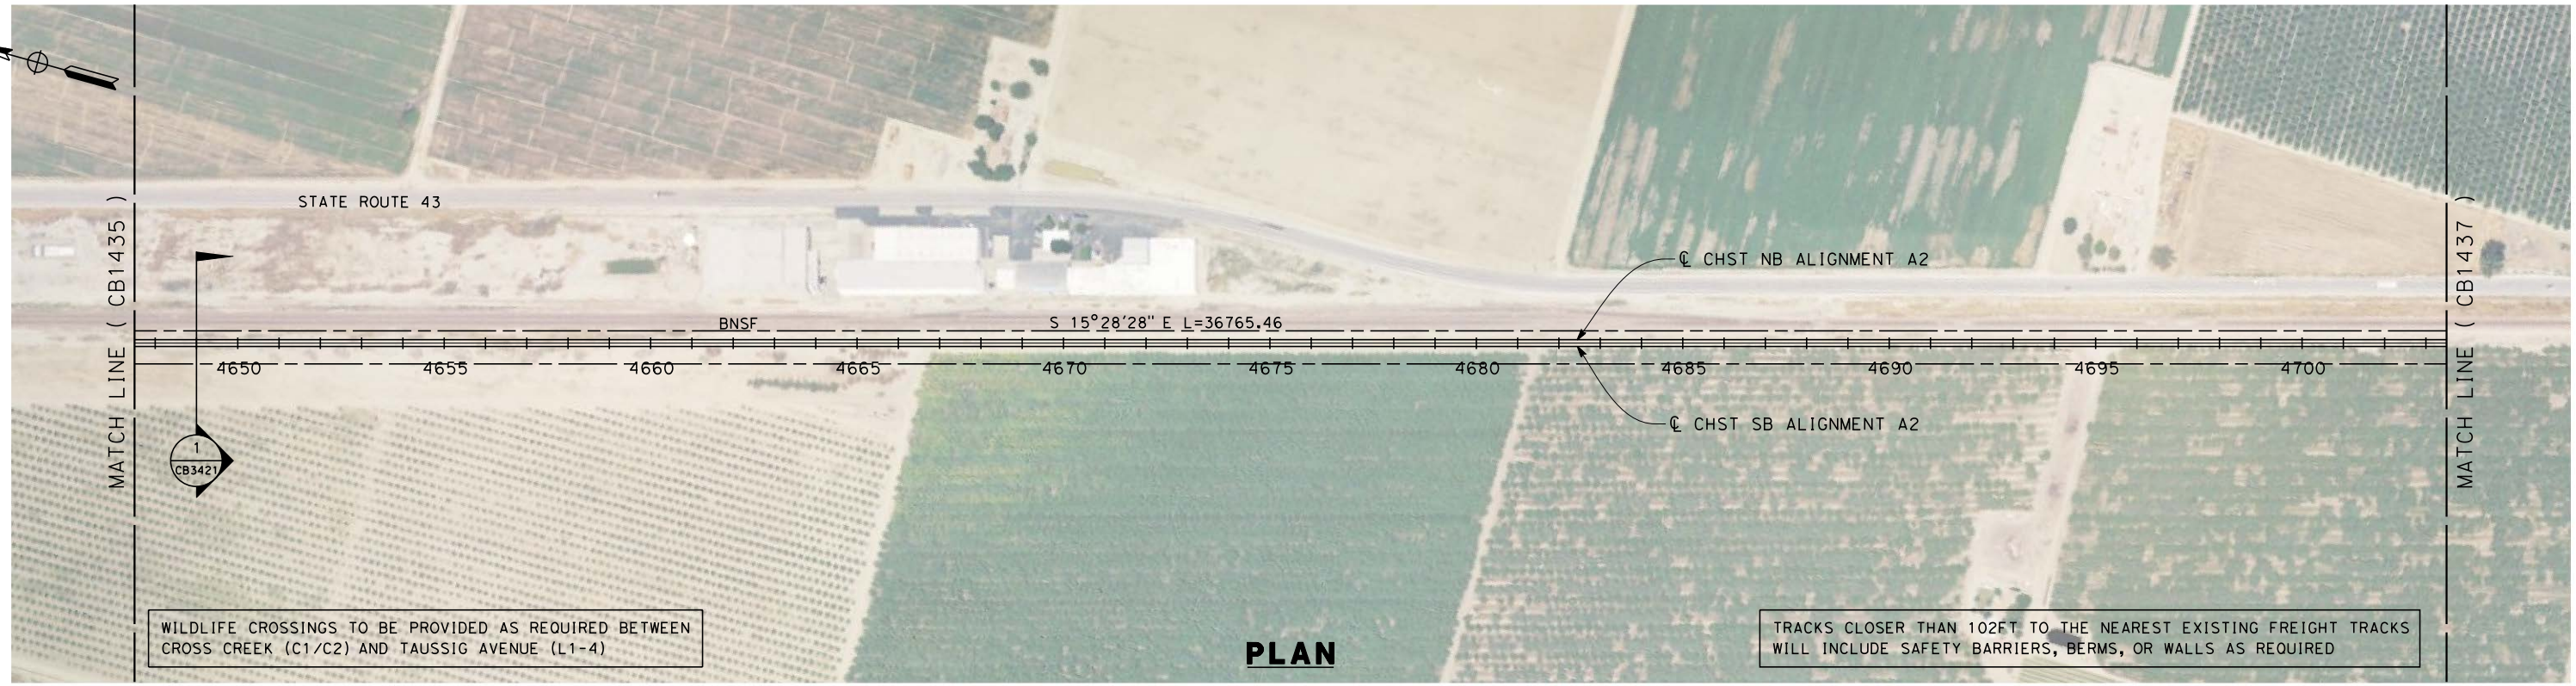 STATE ROUTE 43
MATCH LINE ( CB1435 )
MATCH LINE ( CB1437 )
℄ CHST NB ALIGNMENT A2
BNSF
S 15°28'28" E L=36765.46
4650 4655 4660 4665 4670 4675 4680 4685 4690 4695 4700
℄ CHST SB ALIGNMENT A2
1
CB3421
WILDLIFE CROSSINGS TO BE PROVIDED AS REQUIRED BETWEEN
CROSS CREEK (C1/C2) AND TAUSSIG AVENUE (L1-4)
PLAN
TRACKS CLOSER THAN 102FT TO THE NEAREST EXISTING FREIGHT TRACKS
WILL INCLUDE SAFETY BARRIERS, BERMS, OR WALLS AS REQUIRED